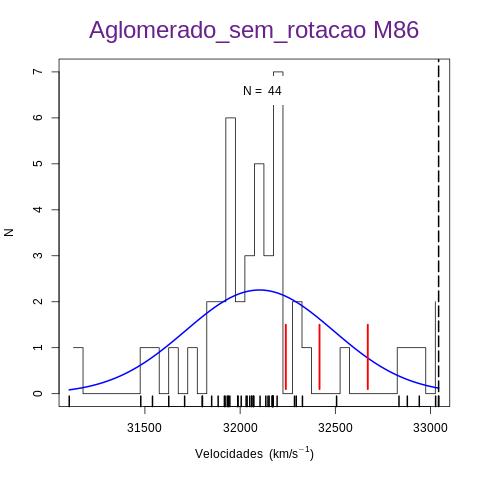 Aglomerado_sem_rotacao M86
N = 44
7
6
5
4
3
2
1
0
N
31500 32000 32500 33000
Velocidades (km/s⁻¹)